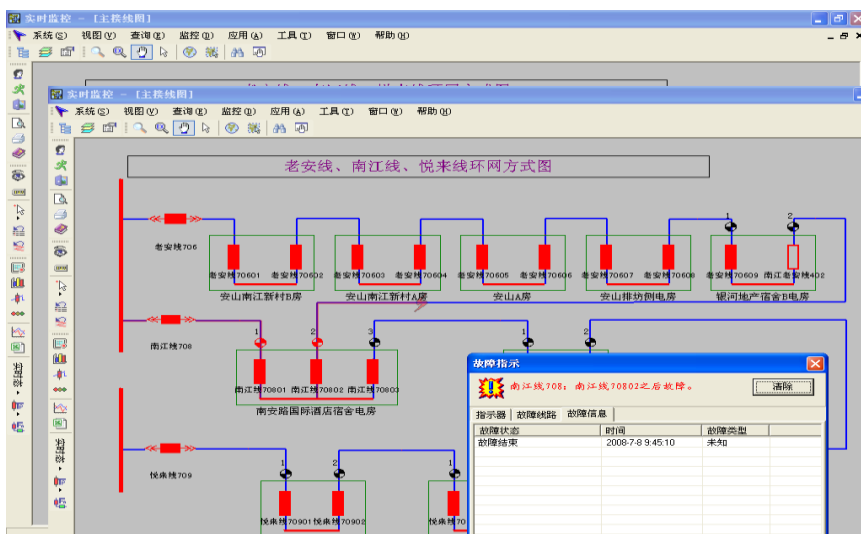 实时监控 - [主接线图]
系统(S) 视图(V) 查询(E) 监控(D) 应用(A) 工具(T) 窗口(W) 帮助(H)
实时监控 - [主接线图]
系统(S) 视图(V) 查询(E) 监控(D) 应用(A) 工具(T) 窗口(W) 帮助(H)
老安线、南江线、悦来线环网方式图
1 2
老安线706
老安线70601 老安线70602 老安线70603 老安线70604 老安线70605 老安线70606 老安线70607 老安线70608 老安线70609 南江老安线402
安山南江新村B房 安山南江新村A房 安山A房 安山排坊侧电房 银河地产宿舍B电房
1 2 3 1 2
南江线708
南江线70801 南江线70802 南江线70803
南安路国际酒店宿舍电房
故障指示
南江线708: 南江线70802之后故障。 清除
指示器 故障线路 故障信息
故障状态 时间 故障类型
故障结束 2008-7-8 9:45:10 未知
1 2 1
悦来线709
悦来线70901 悦来线70902 悦来线70
实时态
实时态